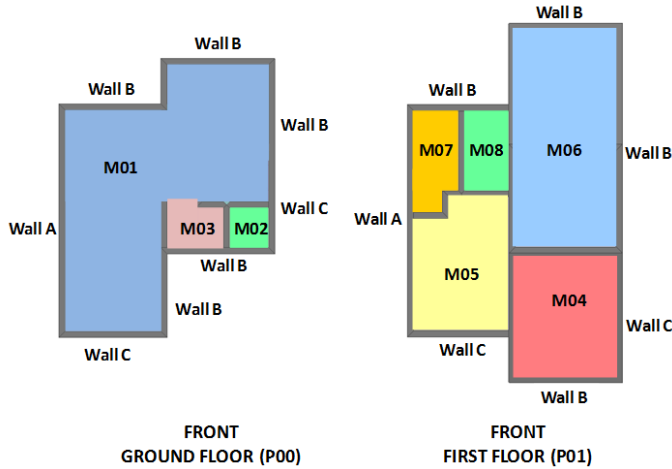 Wall B
Wall B
Wall B
M01
Wall C
Wall A
M03
M02
Wall B
Wall B
Wall C
FRONT
GROUND FLOOR (P00)
Wall B
Wall B
M07
M08
M06
Wall B
Wall A
M05
M04
Wall C
Wall C
Wall B
FRONT
FIRST FLOOR (P01)